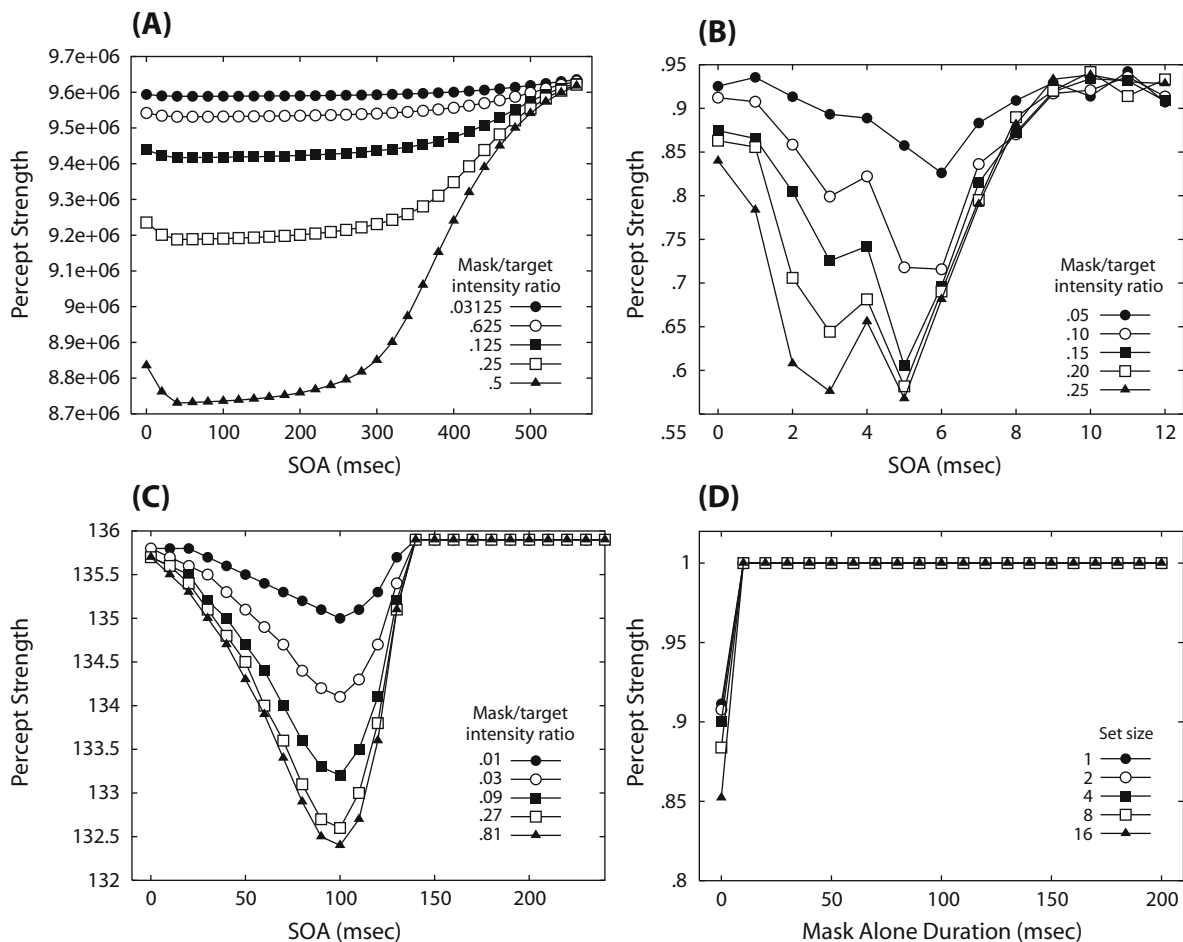 (A)
9.7e+06
9.6e+06
9.5e+06
9.4e+06
9.3e+06
9.2e+06
9.1e+06
9e+06
8.9e+06
8.8e+06
8.7e+06
Percept Strength
Mask/target
intensity ratio
.03125
.625
.125
.25
.5
0 100 200 300 400 500
SOA (msec)
(B)
.95
.9
.85
.8
.75
.7
.65
.6
.55
Percept Strength
Mask/target
intensity ratio
.05
.10
.15
.20
.25
0 2 4 6 8 10 12
SOA (msec)
(C)
136
135.5
135
134.5
134
133.5
133
132.5
132
Percept Strength
Mask/target
intensity ratio
.01
.03
.09
.27
.81
0 50 100 150 200
SOA (msec)
(D)
1
.95
.9
.85
.8
Percept Strength
Set size
1
2
4
8
16
0 50 100 150 200
Mask Alone Duration (msec)